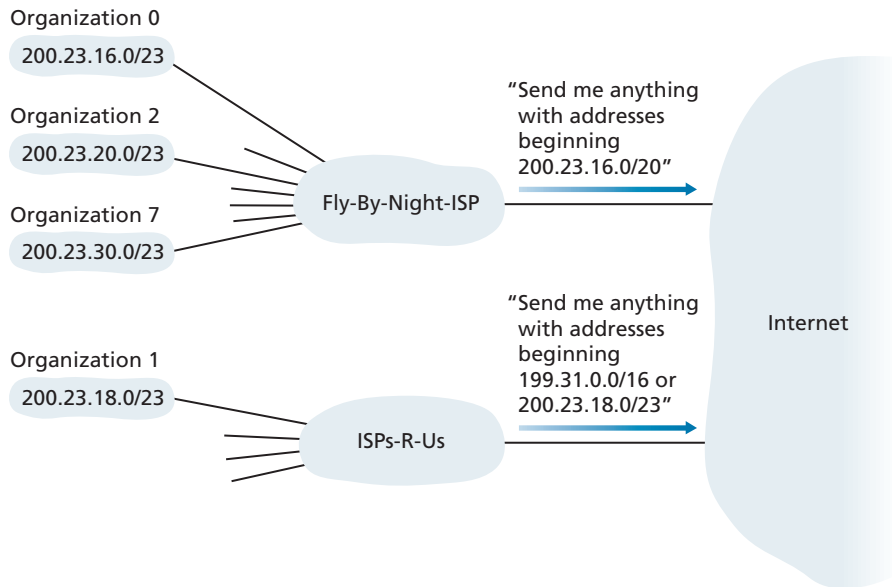 Organization 0
200.23.16.0/23
Organization 2
200.23.20.0/23
Organization 7
200.23.30.0/23
Fly-By-Night-ISP
“Send me anything
with addresses
beginning
200.23.16.0/20”
Organization 1
200.23.18.0/23
ISPs-R-Us
“Send me anything
with addresses
beginning
199.31.0.0/16 or
200.23.18.0/23”
Internet